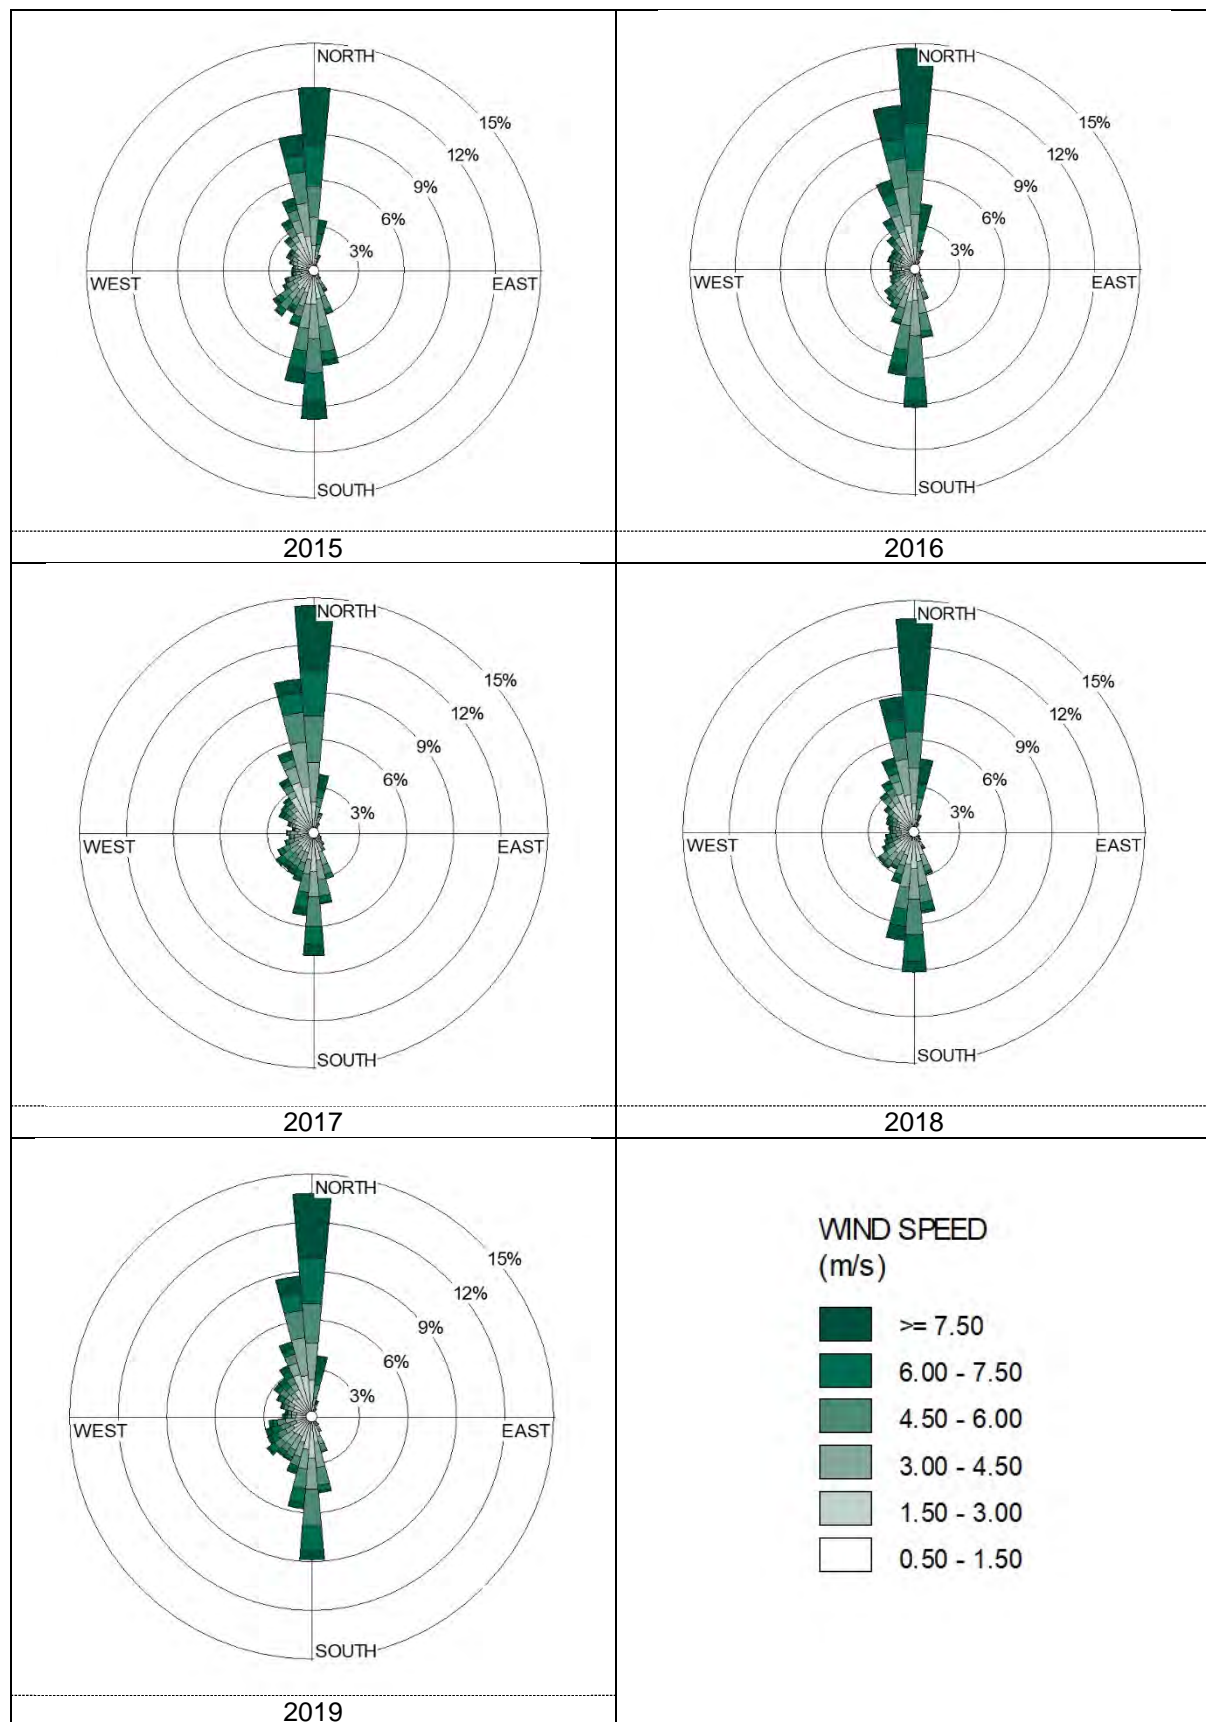 NORTH
15%
12%
9%
6%
3%
WEST
EAST
SOUTH
2015
NORTH
15%
12%
9%
6%
3%
WEST
EAST
SOUTH
2016
NORTH
15%
12%
9%
6%
3%
WEST
EAST
SOUTH
2017
NORTH
15%
12%
9%
6%
3%
WEST
EAST
SOUTH
2018
NORTH
15%
12%
9%
6%
3%
WEST
EAST
SOUTH
2019
WIND SPEED
(m/s)
>= 7.50
6.00 - 7.50
4.50 - 6.00
3.00 - 4.50
1.50 - 3.00
0.50 - 1.50